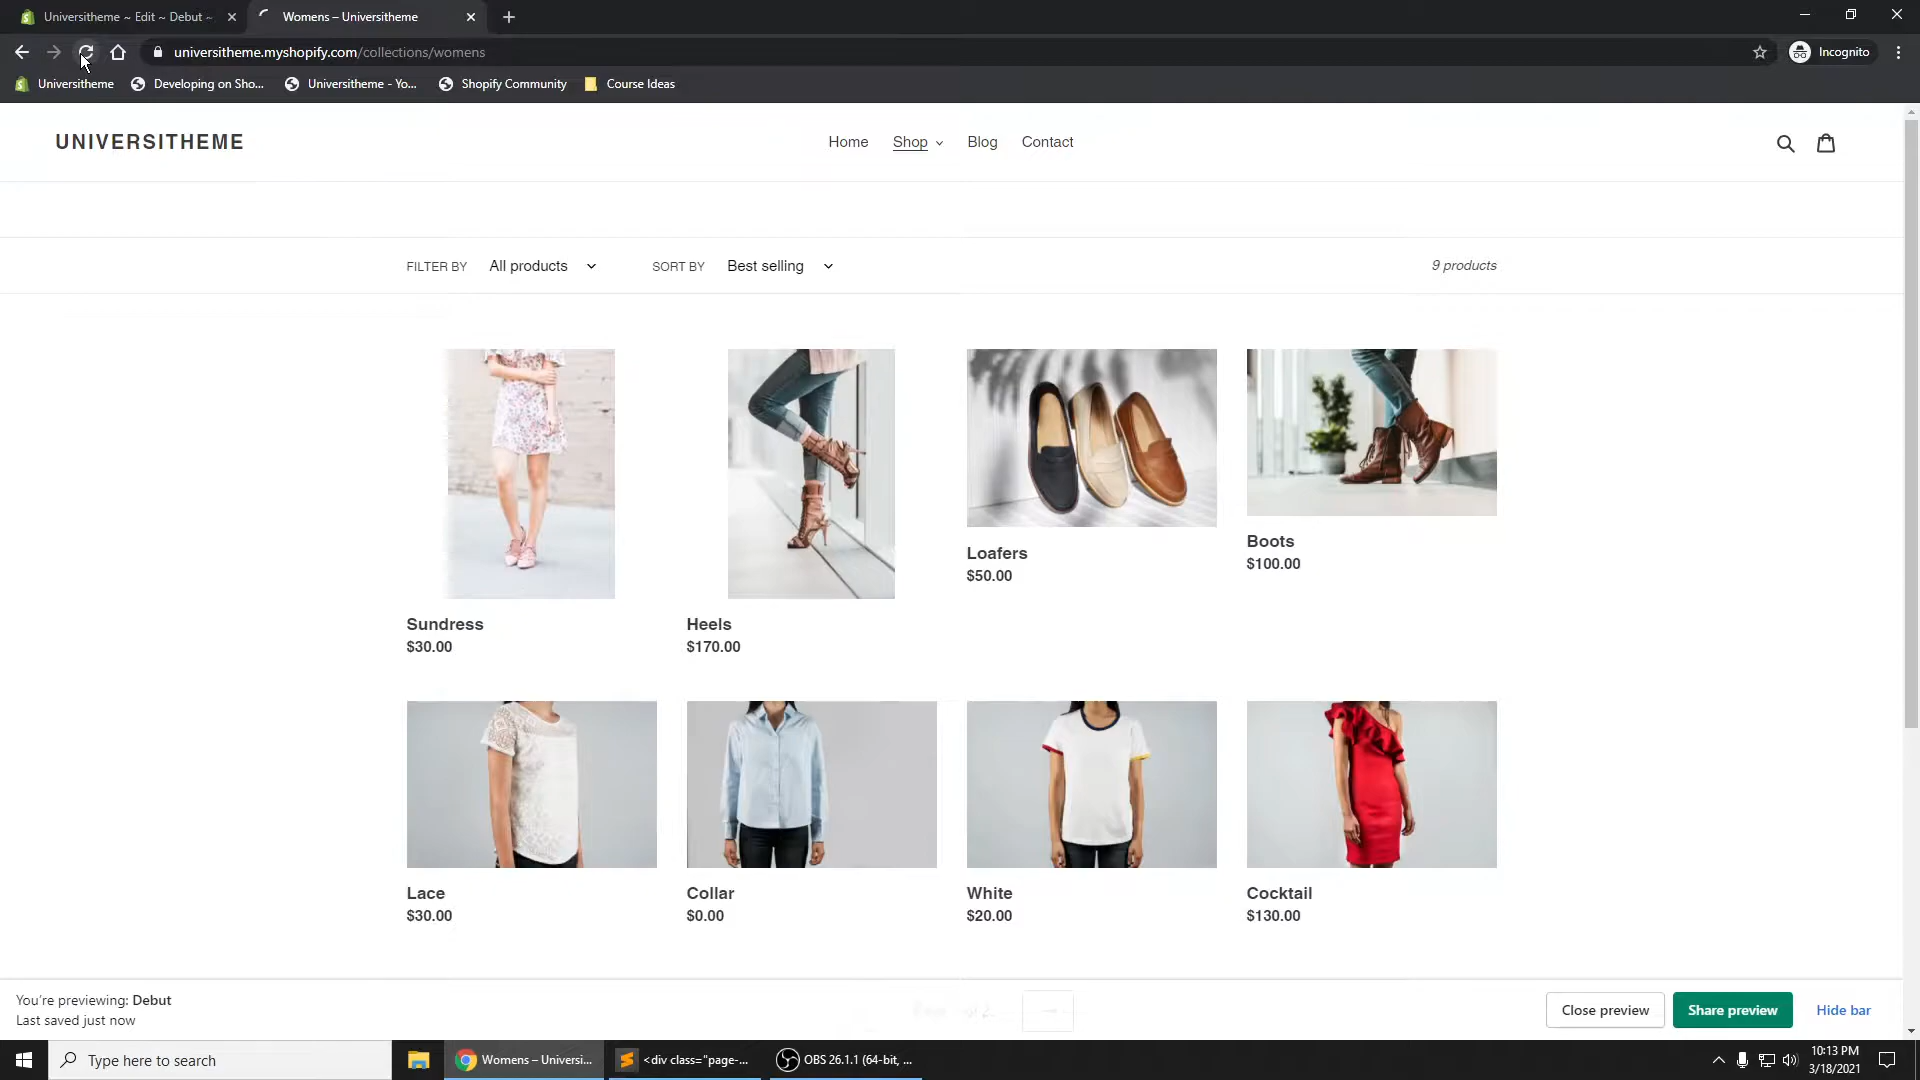 Universitheme ~ Edit ~ Debut ~
Womens – Universitheme
universitheme.myshopify.com/collections/womens
Incognito
Universitheme
Developing on Sho...
Universitheme - Yo...
Shopify Community
Course Ideas
UNIVERSITHEME
Home
Shop
Blog
Contact
FILTER BY
All products
SORT BY
Best selling
9 products
Sundress
$30.00
Heels
$170.00
Loafers
$50.00
Boots
$100.00
Lace
$30.00
Collar
$0.00
White
$20.00
Cocktail
$130.00
You're previewing: Debut
Last saved just now
Close preview
Share preview
Hide bar
Type here to search
Womens – Universi...
<div class="page-...
OBS 26.1.1 (64-bit, ...
10:13 PM
3/18/2021